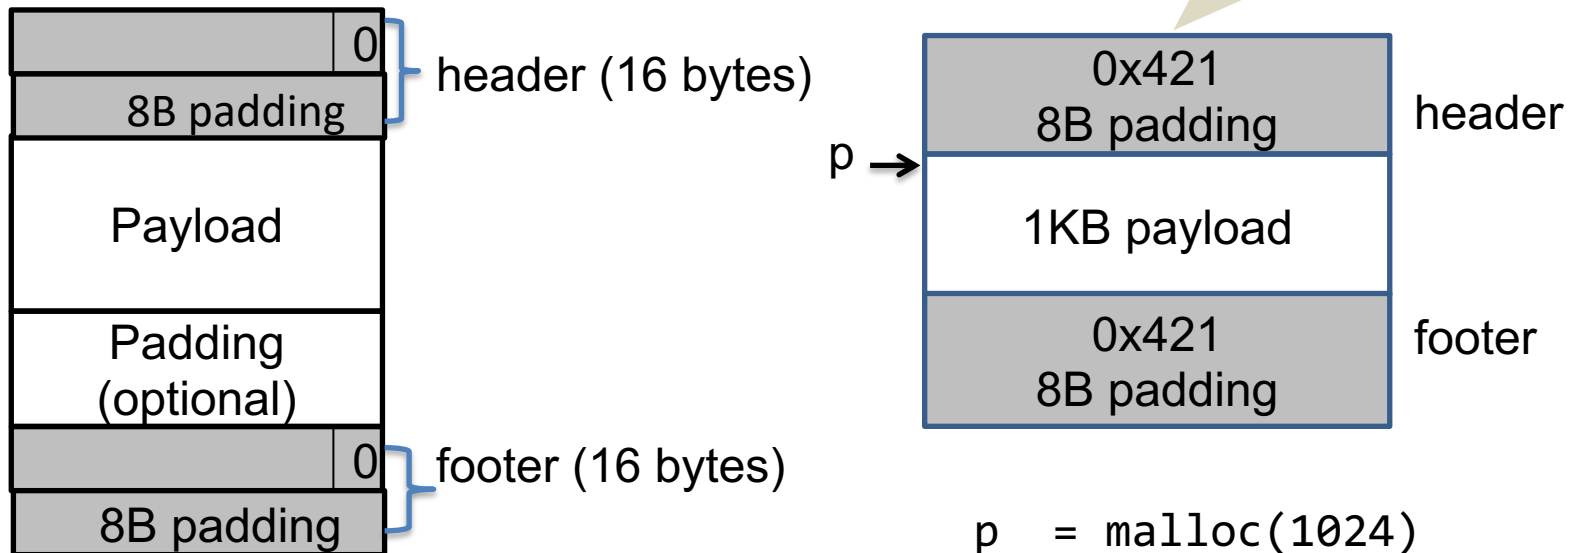 0
8B padding
header (16 bytes)
Payload
Padding
(optional)
0
8B padding
footer (16 bytes)
0x421
8B padding
header
p
1KB payload
0x421
8B padding
footer
p = malloc(1024)